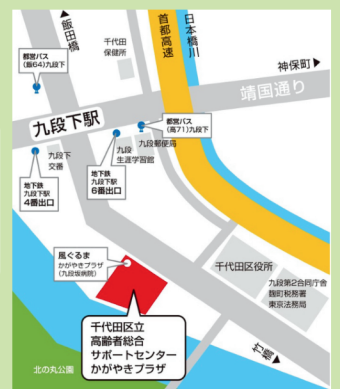 ▲飯田橋
千代田
保健所
首都高速
日本橋川
神保町▶
都営バス
(飯64)九段下
靖国通り
九段下駅
都営バス
(高71)九段下
九段下
交番
九段
生涯学習館
九段郵便局
地下鉄
九段下駅
4番出口
地下鉄
九段下駅
6番出口
風ぐるま
かがやきプラザ
(九段坂病院)
千代田区役所
九段第2合同庁舎
麹町税務署
東京法務局
千代田区立
高齢者総合
サポートセンター
かがやきプラザ
竹橋▶
北の丸公園